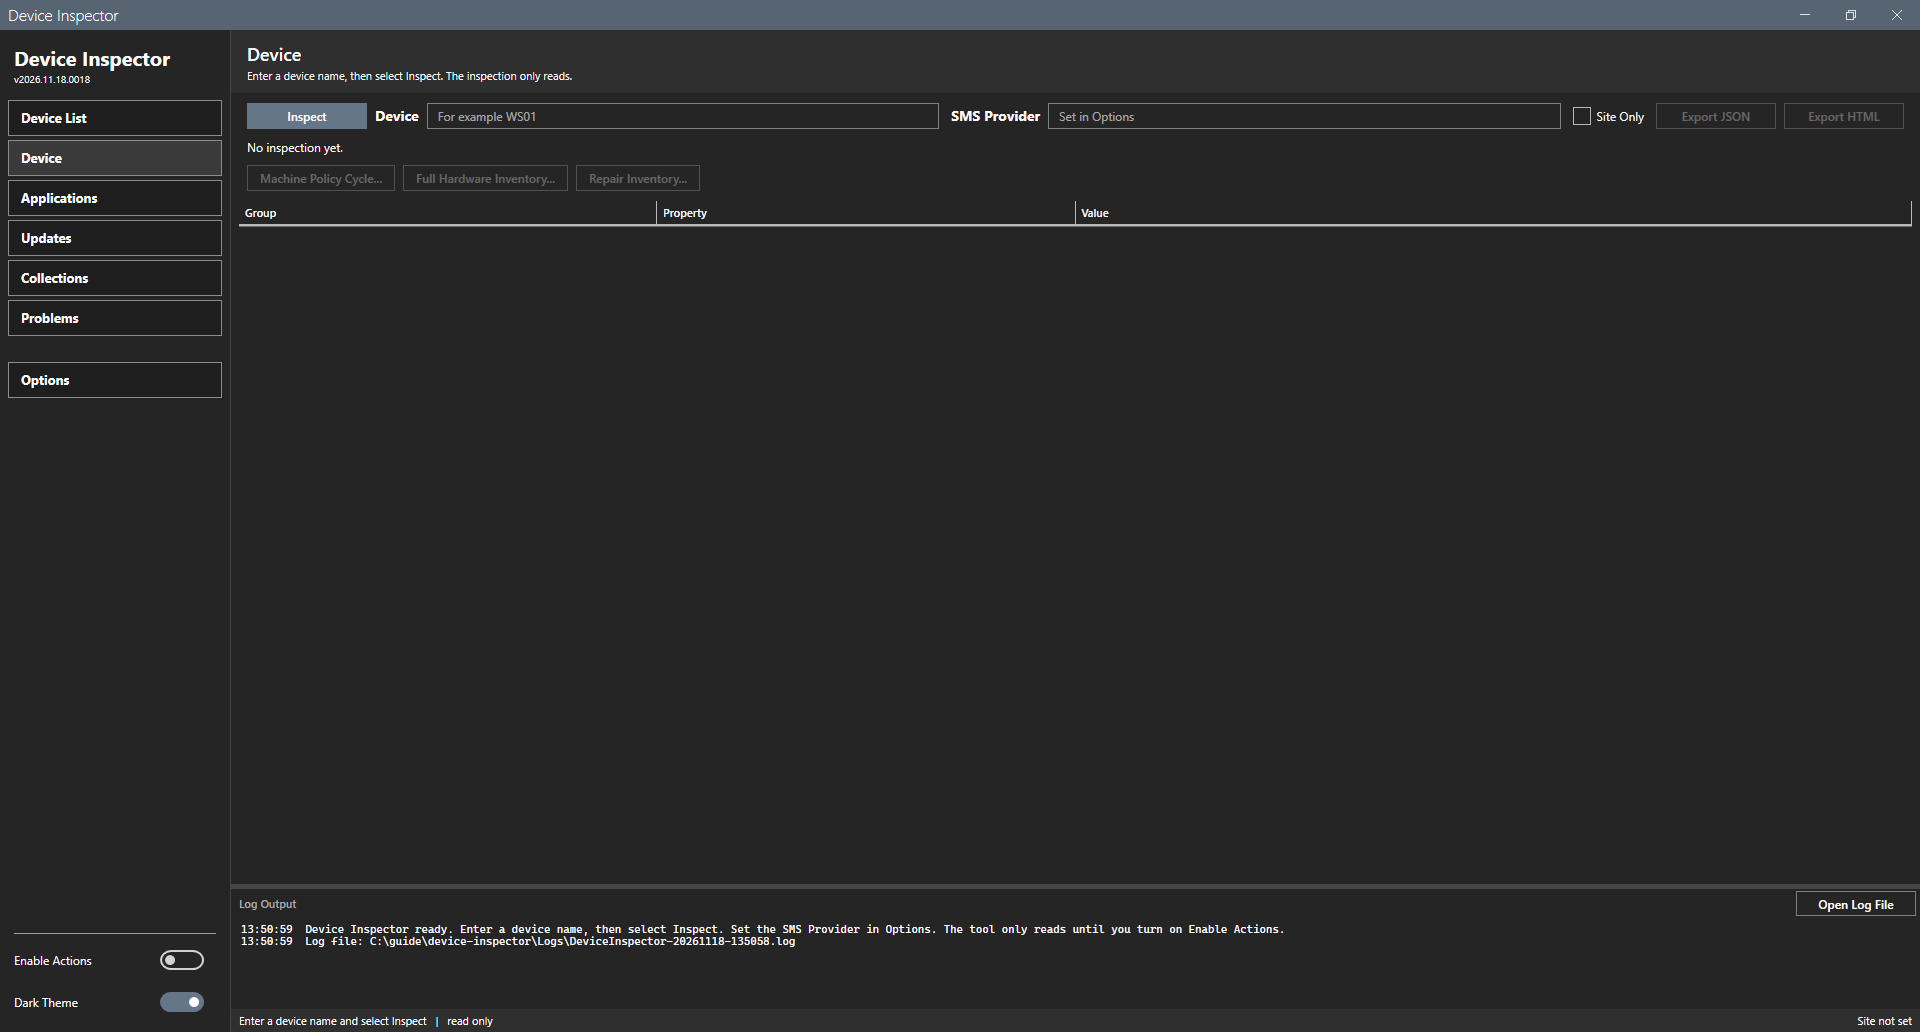 Device Inspector
Device Inspector
v2026.11.18.0018
Device List
Device
Applications
Updates
Collections
Problems
Options
Enable Actions
Dark Theme
Device
Enter a device name, then select Inspect. The inspection only reads.
Inspect Device For example WS01 SMS Provider Set in Options Site Only Export JSON Export HTML
No inspection yet.
Machine Policy Cycle... Full Hardware Inventory... Repair Inventory...
Group Property Value
Log Output Open Log File
13:50:59 Device Inspector ready. Enter a device name, then select Inspect. Set the SMS Provider in Options. The tool only reads until you turn on Enable Actions.
13:50:59 Log file: C:\guide\device-inspector\Logs\DeviceInspector-20261118-135058.log
Enter a device name and select Inspect | read only Site not set